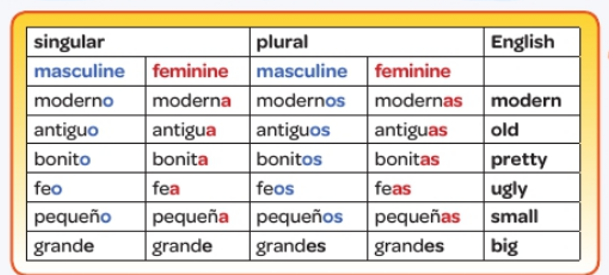 singular plural English
masculine feminine masculine feminine
moderno moderna modernos modernas modern
antiguo antigua antiguos antiguas old
bonito bonita bonitos bonitas pretty
feo fea feos feas ugly
pequeño pequeña pequeños pequeñas small
grande grande grandes grandes big